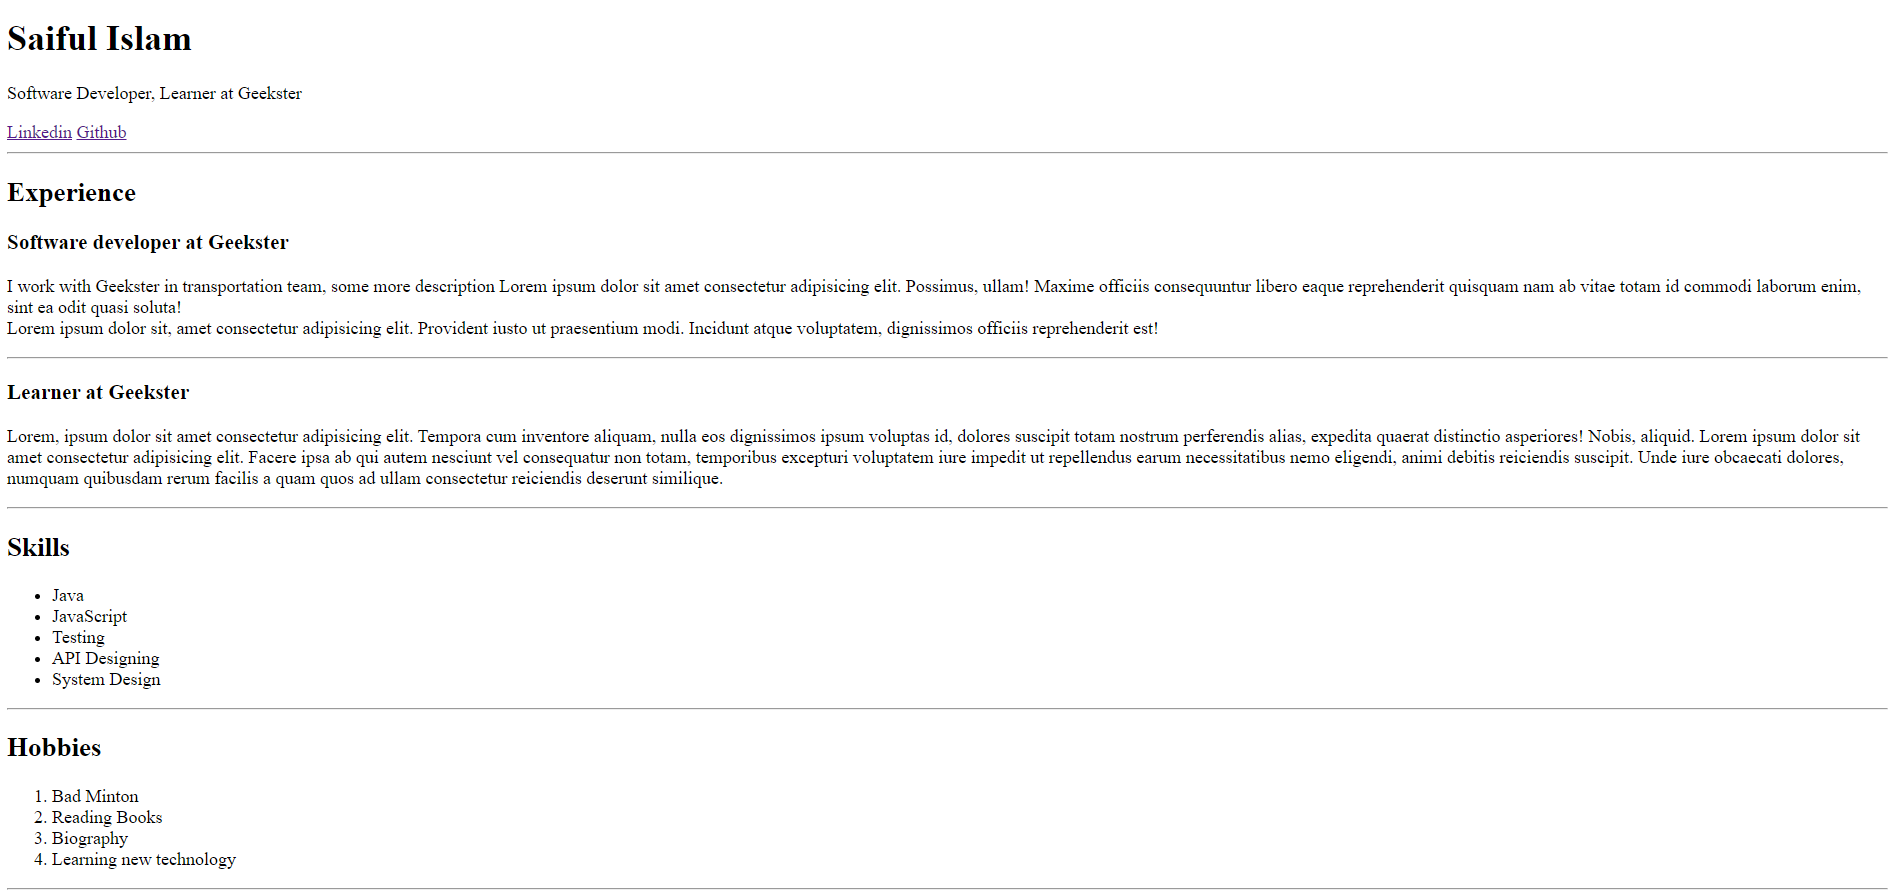 Saiful Islam
Software Developer, Learner at Geekster
Linkedin Github
Experience
Software developer at Geekster
I work with Geekster in transportation team, some more description Lorem ipsum dolor sit amet consectetur adipisicing elit. Possimus, ullam! Maxime officiis consequuntur libero eaque reprehenderit quisquam nam ab vitae totam id commodi laborum enim,
sint ea odit quasi soluta!
Lorem ipsum dolor sit, amet consectetur adipisicing elit. Provident iusto ut praesentium modi. Incidunt atque voluptatem, dignissimos officiis reprehenderit est!
Learner at Geekster
Lorem, ipsum dolor sit amet consectetur adipisicing elit. Tempora cum inventore aliquam, nulla eos dignissimos ipsum voluptas id, dolores suscipit totam nostrum perferendis alias, expedita quaerat distinctio asperiores! Nobis, aliquid. Lorem ipsum dolor sit
amet consectetur adipisicing elit. Facere ipsa ab qui autem nesciunt vel consequatur non totam, temporibus excepturi voluptatem iure impedit ut repellendus earum necessitatibus nemo eligendi, animi debitis reiciendis suscipit. Unde iure obcaecati dolores,
numquam quibusdam rerum facilis a quam quos ad ullam consectetur reiciendis deserunt similique.
Skills
• Java
• JavaScript
• Testing
• API Designing
• System Design
Hobbies
1. Bad Minton
2. Reading Books
3. Biography
4. Learning new technology